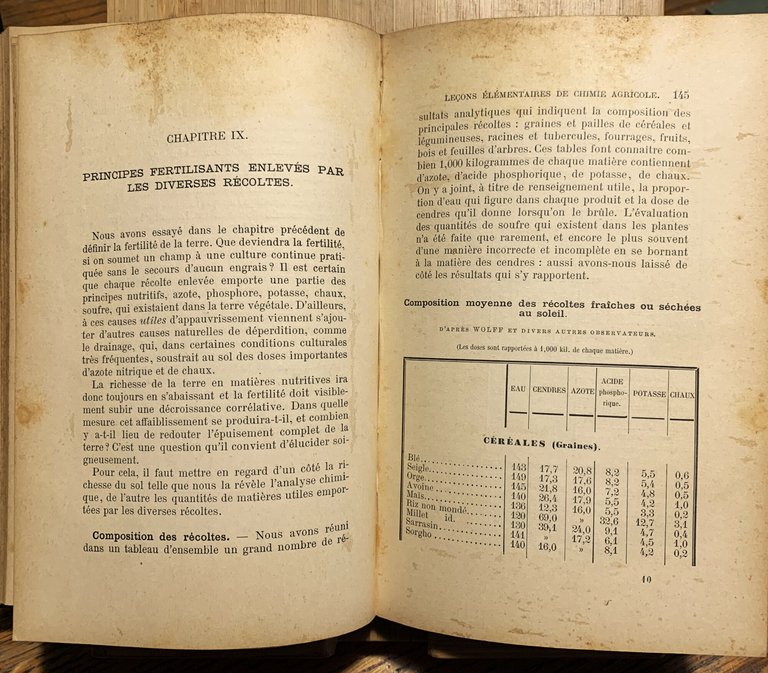 CHAPITRE IX.
PRINCIPES FERTILISANTS ENLEVÉS PAR
LES DIVERSES RÉCOLTES.
Nous avons essayé dans le chapitre précédent de
définir la fertilité de la terre. Que deviendra la fertilité,
si on soumet un champ à une culture continue prati-
quée sans le secours d'aucun engrais? Il est certain
que chaque récolte enlevée emporte une partie des
principes nutritifs, azote, phosphore, potasse, chaux,
soufre, qui existaient dans la terre végétale. D'ailleurs,
à ces causes utiles d'appauvrissement viennent s'ajou-
ter d'autres causes naturelles de déperdition, comme
le drainage, qui, dans certaines conditions culturales
très fréquentes, soustrait au sol des doses importantes
d'azote nitrique et de chaux.
La richesse de la terre en matières nutritives ira
donc toujours en s'abaissant et la fertilité doit visible-
ment subir une décroissance corrélative. Dans quelle
mesure cet affaiblissement se produira-t-il, et combien
y a-t-il lieu de redouter l'épuisement complet de la
terre? C'est une question qu'il convient d'élucider soi-
gneusement.
Pour cela, il faut mettre en regard d'un côté la ri-
chesse du sol telle que nous la révèle l'analyse chimi-
que, de l'autre les quantités de matières utiles empor-
tées par les diverses récoltes.
Composition des récoltes. — Nous avons réuni
dans un tableau d'ensemble un grand nombre de ré-
LEÇONS ÉLÉMENTAIRES DE CHIMIE AGRICOLE. 145
sultats analytiques qui indiquent la composition des
principales récoltes : graines et pailles de céréales et
légumineuses, racines et tubercules, fourrages, fruits,
bois et feuilles d'arbres. Ces tables font connaître com-
bien 1,000 kilogrammes de chaque matière contiennent
d'azote, d'acide phosphorique, de potasse, de chaux.
On y a joint, à titre de renseignement utile, la propor-
tion d'eau qui figure dans chaque produit et la dose de
cendres qu'il donne lorsqu'on le brûle. L'évaluation
des quantités de soufre qui existent dans les plantes
n'a été faite que rarement, et encore le plus souvent
d'une manière incorrecte et incomplète en se bornant
à la matière des cendres : aussi avons-nous laissé de
côté les résultats qui s'y rapportent.
Composition moyenne des récoltes fraîches ou séchées
au soleil.
D'APRÈS WOLFF ET DIVERS AUTRES OBSERVATEURS.
(Les doses sont rapportées à 1,000 kil. de chaque matière.)
EAU CENDRES AZOTE ACIDE phospho-rique. POTASSE CHAUX
CÉRÉALES (Graines).
Blé 143 17,7 20,8 8,2 5,5 0,6
Seigle 149 17,3 17,6 8,2 5,4 0,5
Orge 145 21,8 16,0 7,2 4,8 0,5
Avoine 140 26,4 17,9 5,5 4,2 1,0
Maïs 136 12,3 16,0 5,5 3,3 0,2
Riz non mondé 120 69,0 » 32,6 12,7 3,1
Millet id. 130 39,1 24,0 9,1 4,7 0,4
Sarrasin 141 » 17,2 6,1 4,5 1,0
Sorgho 140 16,0 » 8,1 4,2 0,2
10